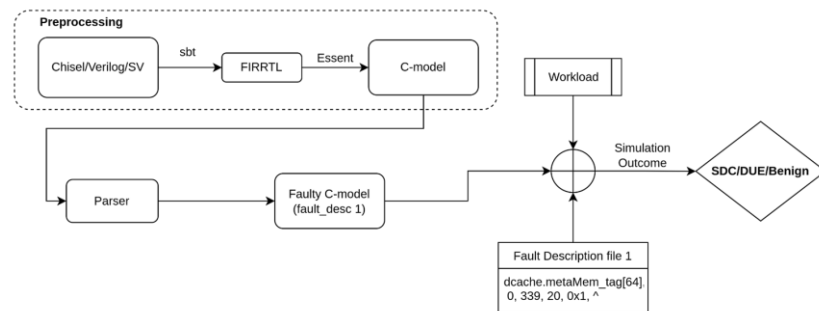 Preprocessing
Chisel/Verilog/SV
sbt
FIRRTL
Essent
C-model
Workload
Parser
Faulty C-model
(fault_desc 1)
Simulation
Outcome
SDC/DUE/Benign
Fault Description file 1
dcache.metaMem_tag[64].
0, 339, 20, 0x1, ^